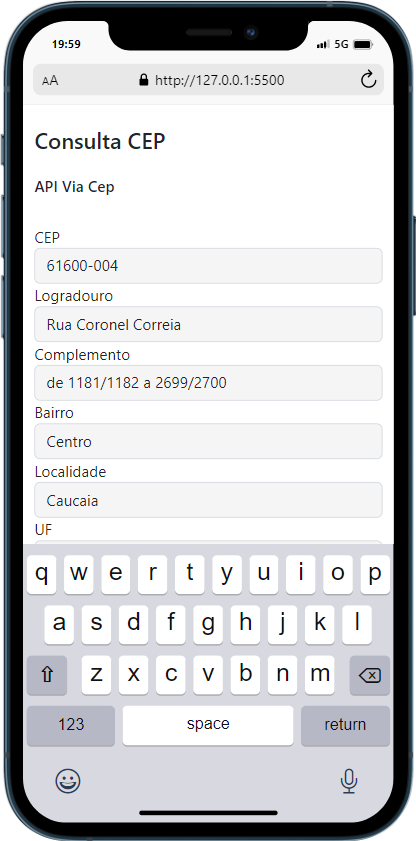 19:59
5G
AA
http://127.0.0.1:5500
Consulta CEP
API Via Cep
CEP
61600-004
Logradouro
Rua Coronel Correia
Complemento
de 1181/1182 a 2699/2700
Bairro
Centro
Localidade
Caucaia
UF
q w e r t y u i o p
a s d f g h j k l
z x c v b n m
123 space return